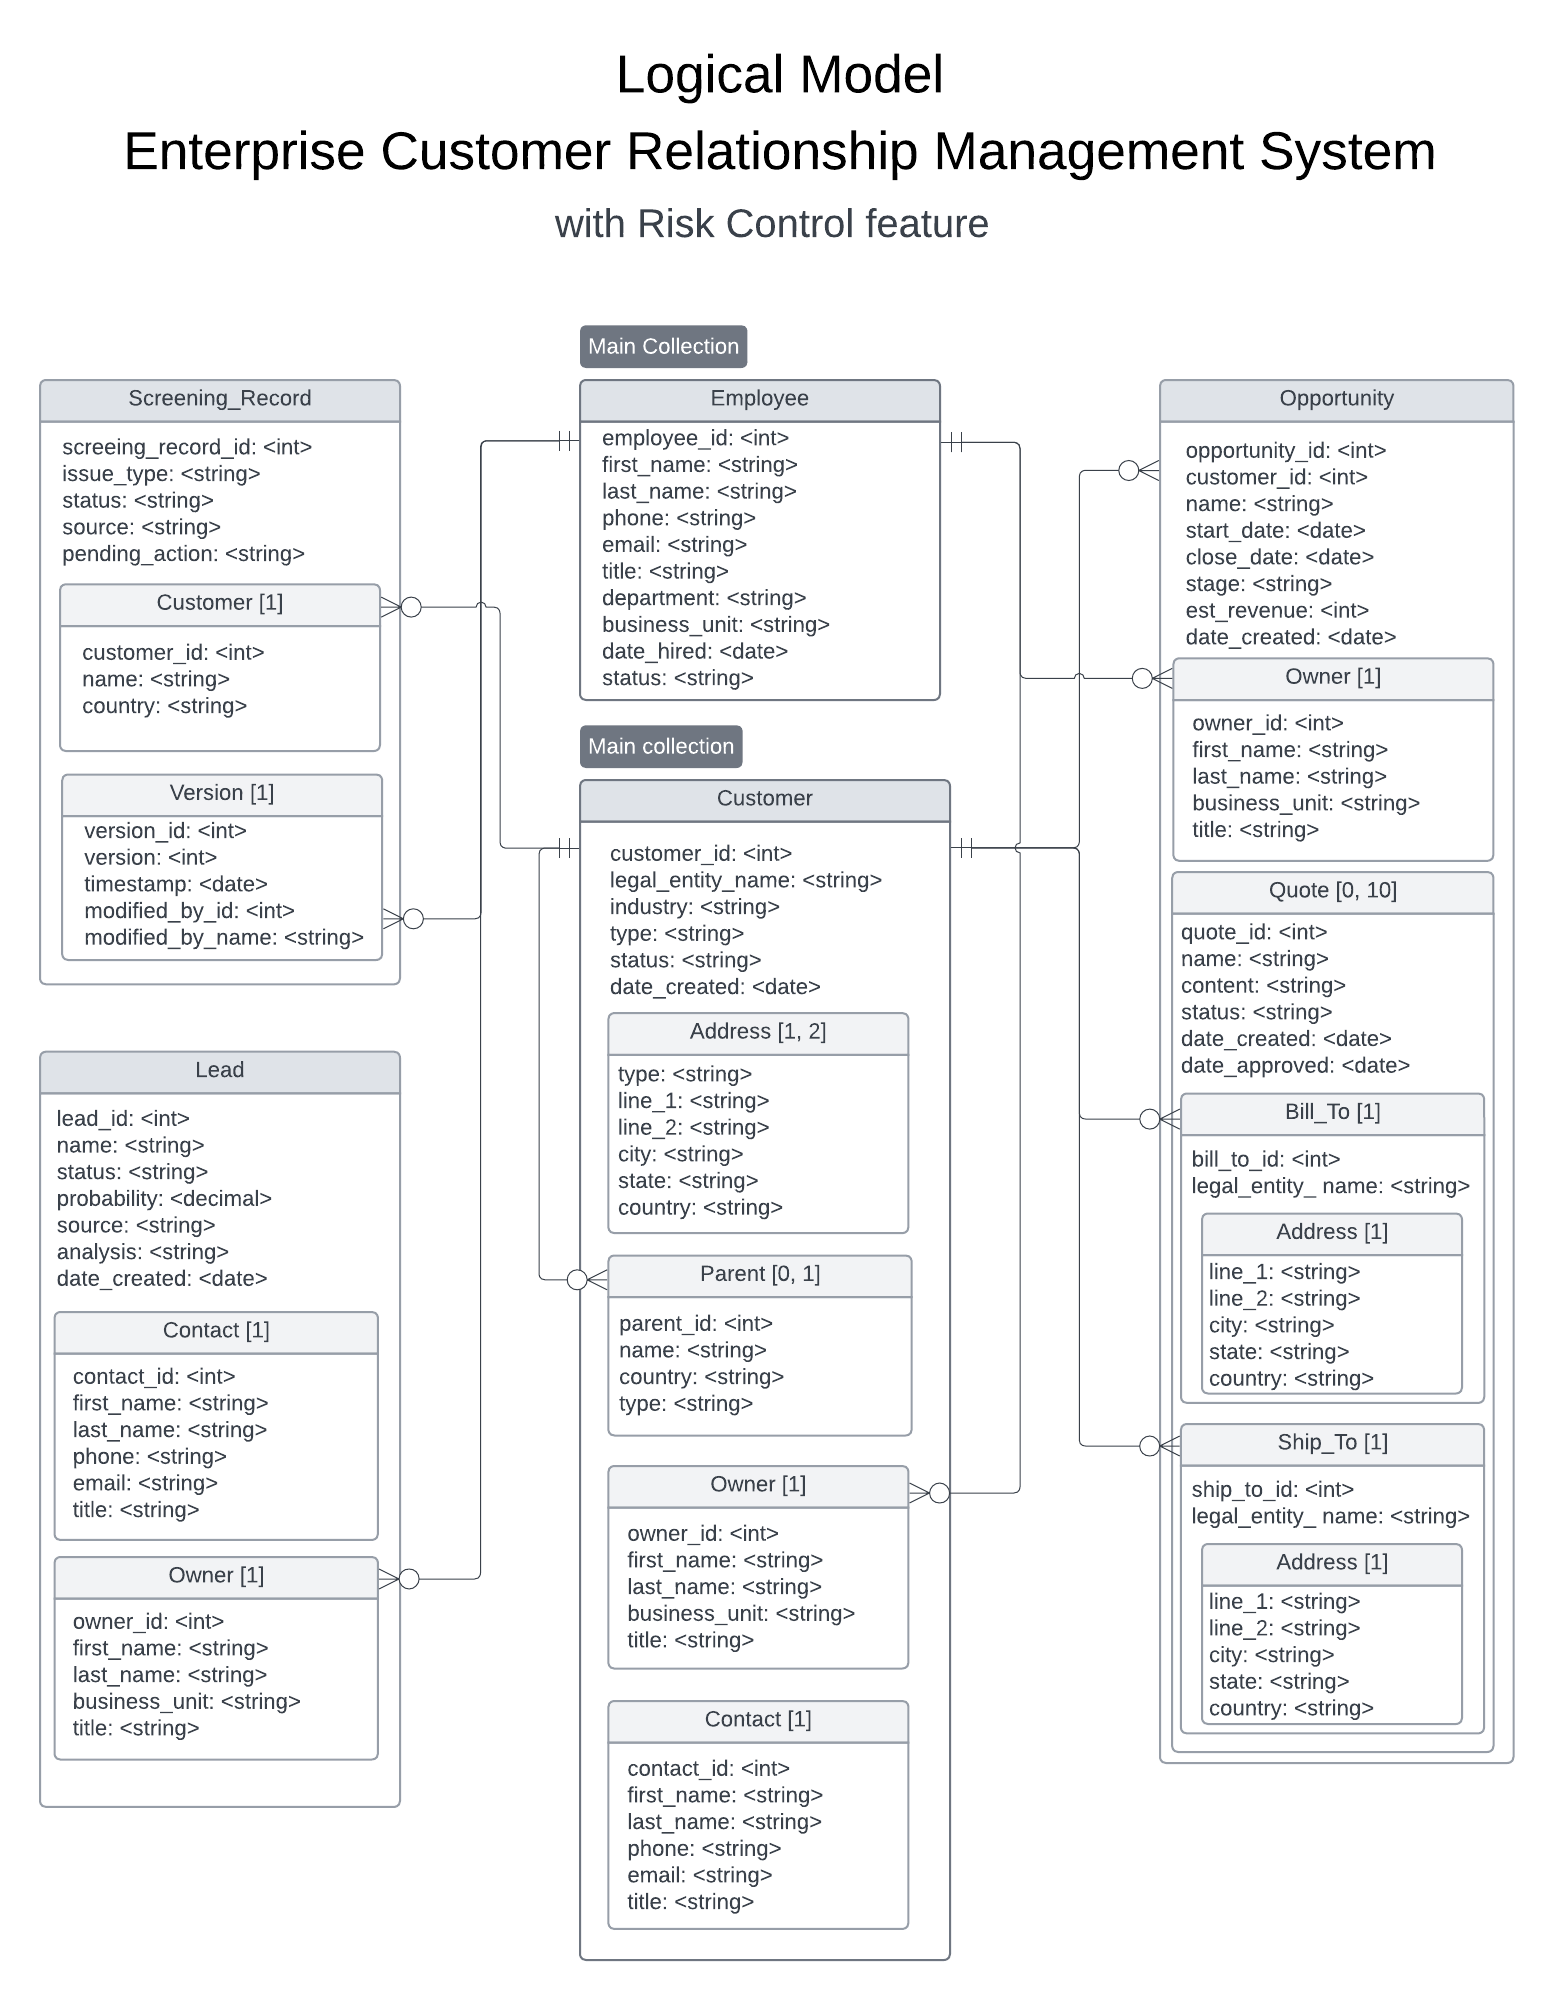 Logical Model
Enterprise Customer Relationship Management System
with Risk Control feature
Screening_Record
screeing_record_id: <int>
issue_type: <string>
status: <string>
source: <string>
pending_action: <string>
Customer [1]
customer_id: <int>
name: <string>
country: <string>
Version [1]
version_id: <int>
version: <int>
timestamp: <date>
modified_by_id: <int>
modified_by_name: <string>
Lead
lead_id: <int>
name: <string>
status: <string>
probability: <decimal>
source: <string>
analysis: <string>
date_created: <date>
Contact [1]
contact_id: <int>
first_name: <string>
last_name: <string>
phone: <string>
email: <string>
title: <string>
Owner [1]
owner_id: <int>
first_name: <string>
last_name: <string>
business_unit: <string>
title: <string>
Main Collection
Employee
employee_id: <int>
first_name: <string>
last_name: <string>
phone: <string>
email: <string>
title: <string>
department: <string>
business_unit: <string>
date_hired: <date>
status: <string>
Main collection
Customer
customer_id: <int>
legal_entity_name: <string>
industry: <string>
type: <string>
status: <string>
date_created: <date>
Address [1, 2]
type: <string>
line_1: <string>
line_2: <string>
city: <string>
state: <string>
country: <string>
Parent [0, 1]
parent_id: <int>
name: <string>
country: <string>
type: <string>
Owner [1]
owner_id: <int>
first_name: <string>
last_name: <string>
business_unit: <string>
title: <string>
Contact [1]
contact_id: <int>
first_name: <string>
last_name: <string>
phone: <string>
email: <string>
title: <string>
Opportunity
opportunity_id: <int>
customer_id: <int>
name: <string>
start_date: <date>
close_date: <date>
stage: <string>
est_revenue: <int>
date_created: <date>
Owner [1]
owner_id: <int>
first_name: <string>
last_name: <string>
business_unit: <string>
title: <string>
Quote [0, 10]
quote_id: <int>
name: <string>
content: <string>
status: <string>
date_created: <date>
date_approved: <date>
Bill_To [1]
bill_to_id: <int>
legal_entity_ name: <string>
Address [1]
line_1: <string>
line_2: <string>
city: <string>
state: <string>
country: <string>
Ship_To [1]
ship_to_id: <int>
legal_entity_ name: <string>
Address [1]
line_1: <string>
line_2: <string>
city: <string>
state: <string>
country: <string>